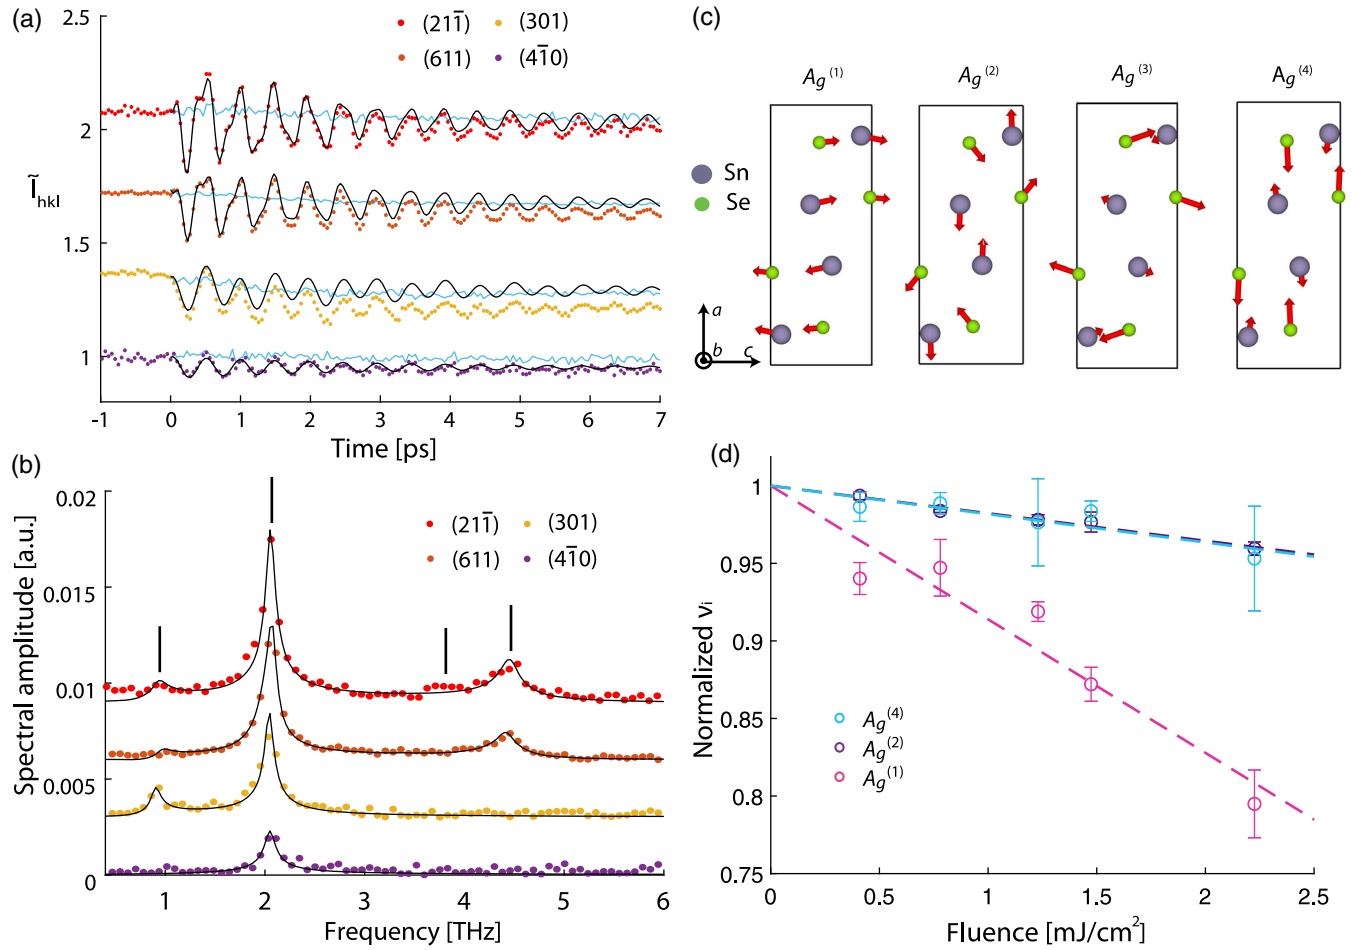 (a)
2.5
2
1.5
1
Ĩhkl
(211̅)
(301)
(611)
(41̅0)
-1 0 1 2 3 4 5 6 7
Time [ps]
(b)
0.02
0.015
0.01
0.005
0
Spectral amplitude [a.u.]
(211̅)
(301)
(611)
(41̅0)
1 2 3 4 5 6
Frequency [THz]
(c)
Ag(1) Ag(2) Ag(3) Ag(4)
Sn
Se
a
b
c
(d)
1
0.95
0.9
0.85
0.8
0.75
Normalized νi
Ag(4)
Ag(2)
Ag(1)
0 0.5 1 1.5 2 2.5
Fluence [mJ/cm²]